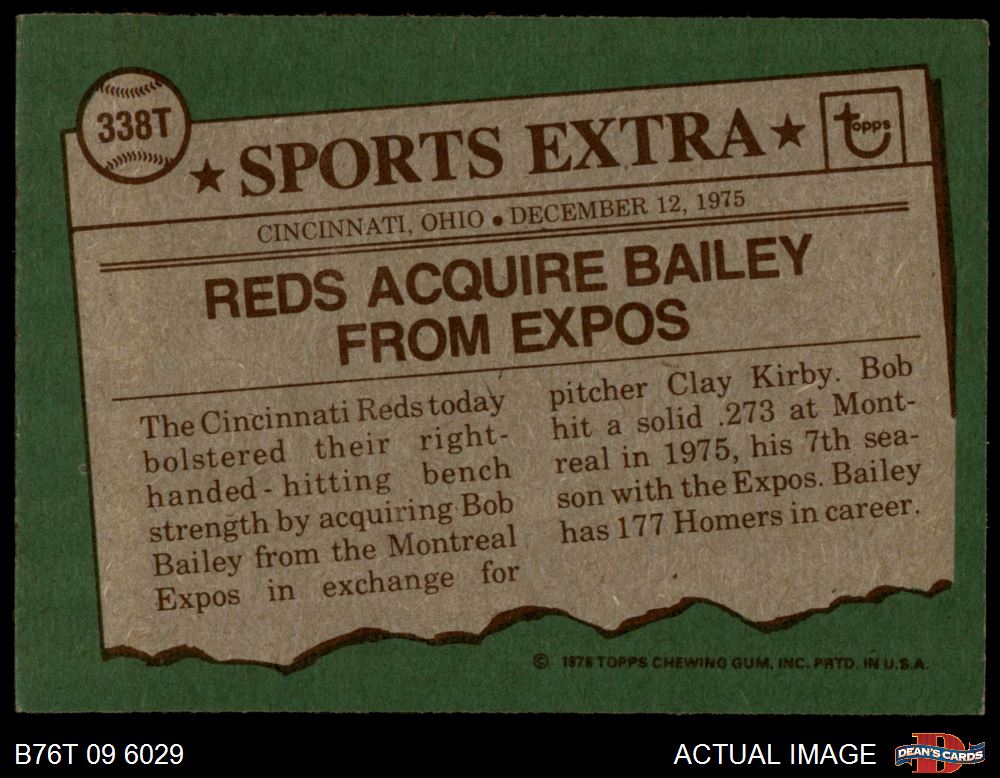 338T
★ SPORTS EXTRA ★
topps
CINCINNATI, OHIO • DECEMBER 12, 1975
REDS ACQUIRE BAILEY
FROM EXPOS
The Cincinnati Reds today
bolstered their right-
handed-hitting bench
strength by acquiring Bob
Bailey from the Montreal
Expos in exchange for
pitcher Clay Kirby. Bob
hit a solid .273 at Mont-
real in 1975, his 7th sea-
son with the Expos. Bailey
has 177 Homers in career.
© 1976 TOPPS CHEWING GUM, INC. PRTD. IN U.S.A.
B76T 09 6029
ACTUAL IMAGE
D
DEAN'S CARDS